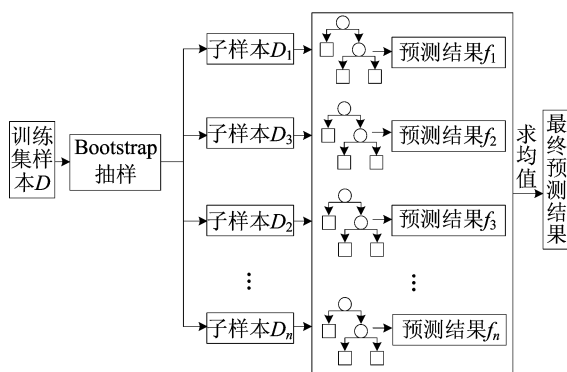 训练
集样
本D
Bootstrap
抽样
子样本D₁
预测结果f₁
子样本D₃
预测结果f₂
子样本D₂
预测结果f₃
⋮
⋮
子样本Dₙ
预测结果fₙ
求均值
最终预测结果